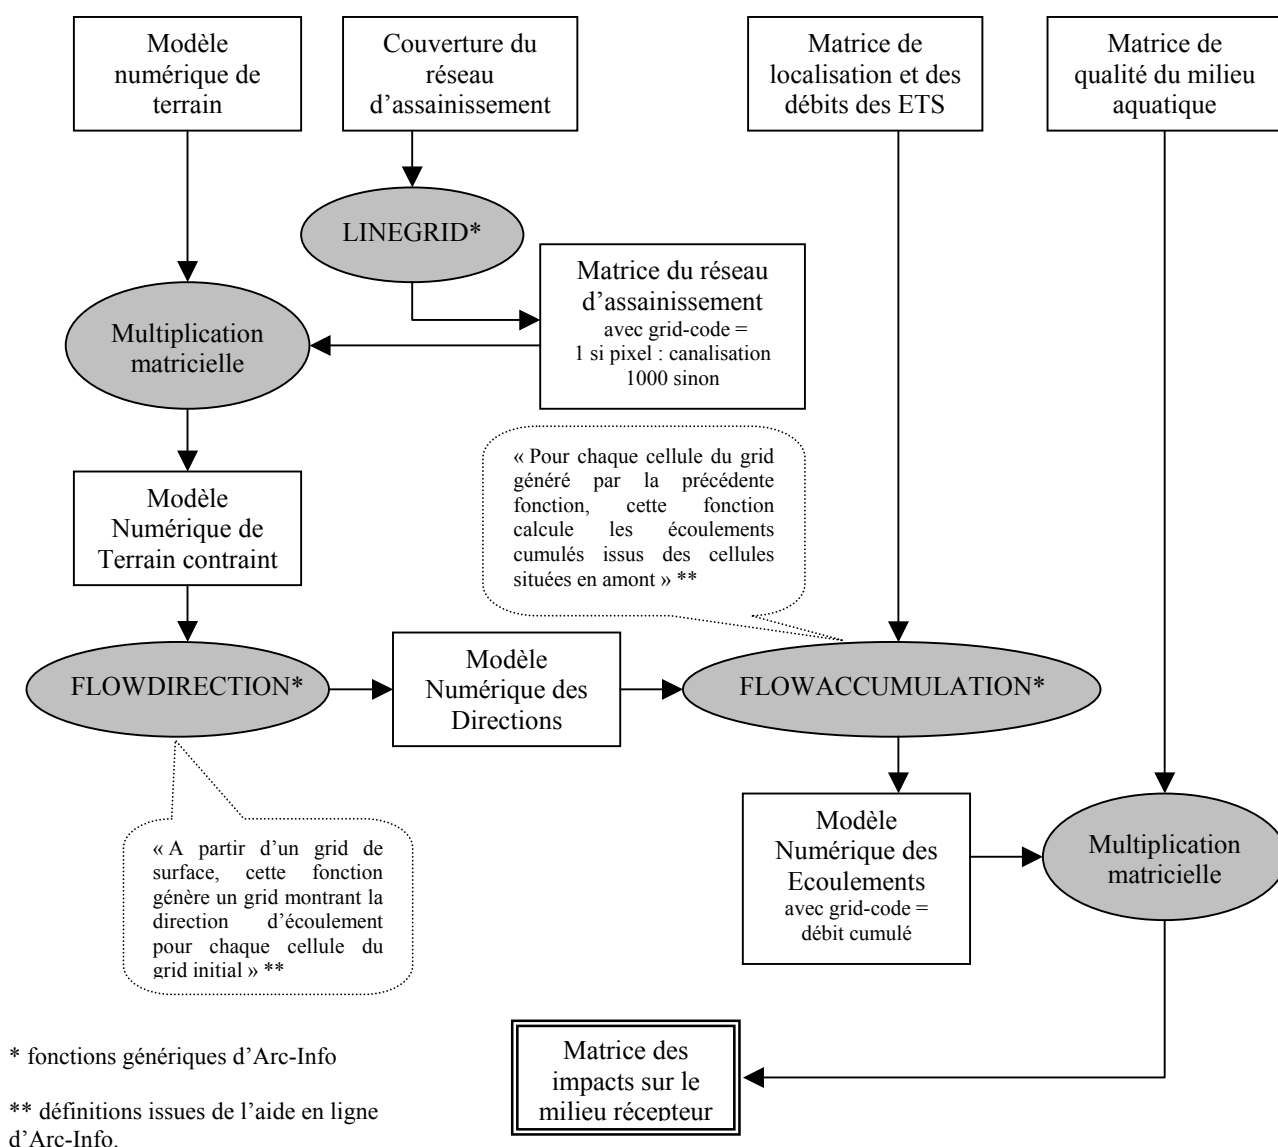 Modèle
numérique de
terrain
Couverture du
réseau
d’assainissement
Matrice de
localisation et des
débits des ETS
Matrice de
qualité du milieu
aquatique
LINEGRID*
Matrice du réseau
d’assainissement
avec grid-code =
1 si pixel : canalisation
1000 sinon
Multiplication
matricielle
« Pour chaque cellule du grid
généré par la précédente
fonction, cette fonction
calcule les écoulements
cumulés issus des cellules
situées en amont » **
Modèle
Numérique de
Terrain contraint
FLOWDIRECTION*
Modèle
Numérique des
Directions
FLOWACCUMULATION*
« A partir d’un grid de
surface, cette fonction
génère un grid montrant la
direction d’écoulement
pour chaque cellule du
grid initial » **
Modèle
Numérique des
Ecoulements
avec grid-code =
débit cumulé
Multiplication
matricielle
Matrice des
impacts sur le
milieu récepteur
* fonctions génériques d’Arc-Info
** définitions issues de l’aide en ligne
d’Arc-Info.